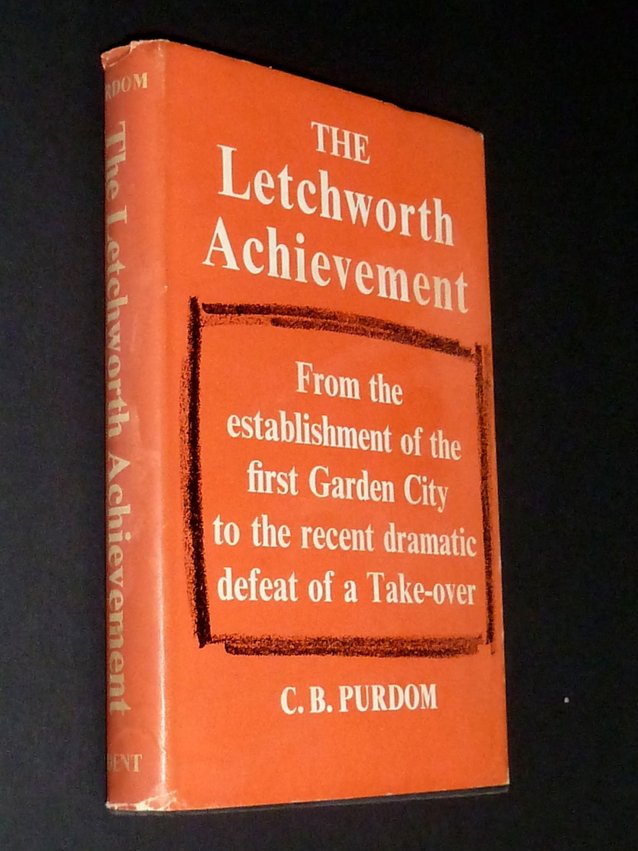 THE
Letchworth
Achievement
From the
establishment of the
first Garden City
to the recent dramatic
defeat of a Take-over
C. B. PURDOM
RDOM
The Letchworth Achievement
DENT